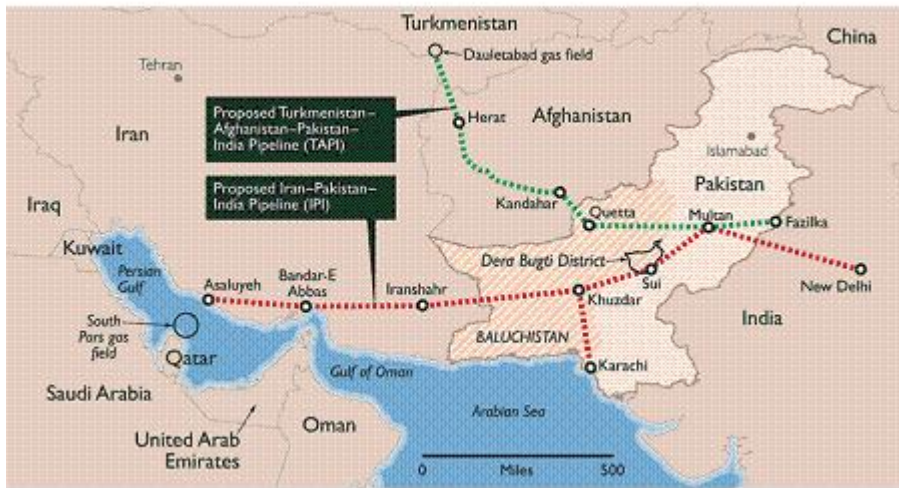 Turkmenistan
China
Dauletabad gas field
Tehran
Proposed Turkmenistan–
Afghanistan–Pakistan–
India Pipeline (TAPI)
Herat
Afghanistan
Iran
Islamabad
Proposed Iran–Pakistan–
India Pipeline (IPI)
Pakistan
Kandahar
Iraq
Quetta
Multan
Fazilka
Kuwait
Persian
Gulf
Asaluyeh
Bandar-E
Abbas
Iranshahr
Dera Bugti District
Sui
New Delhi
Khuzdar
South
Pars gas
field
India
BALUCHISTAN
Qatar
Gulf of Oman
Karachi
Saudi Arabia
Arabian Sea
United Arab
Emirates
Oman
0
Miles
500